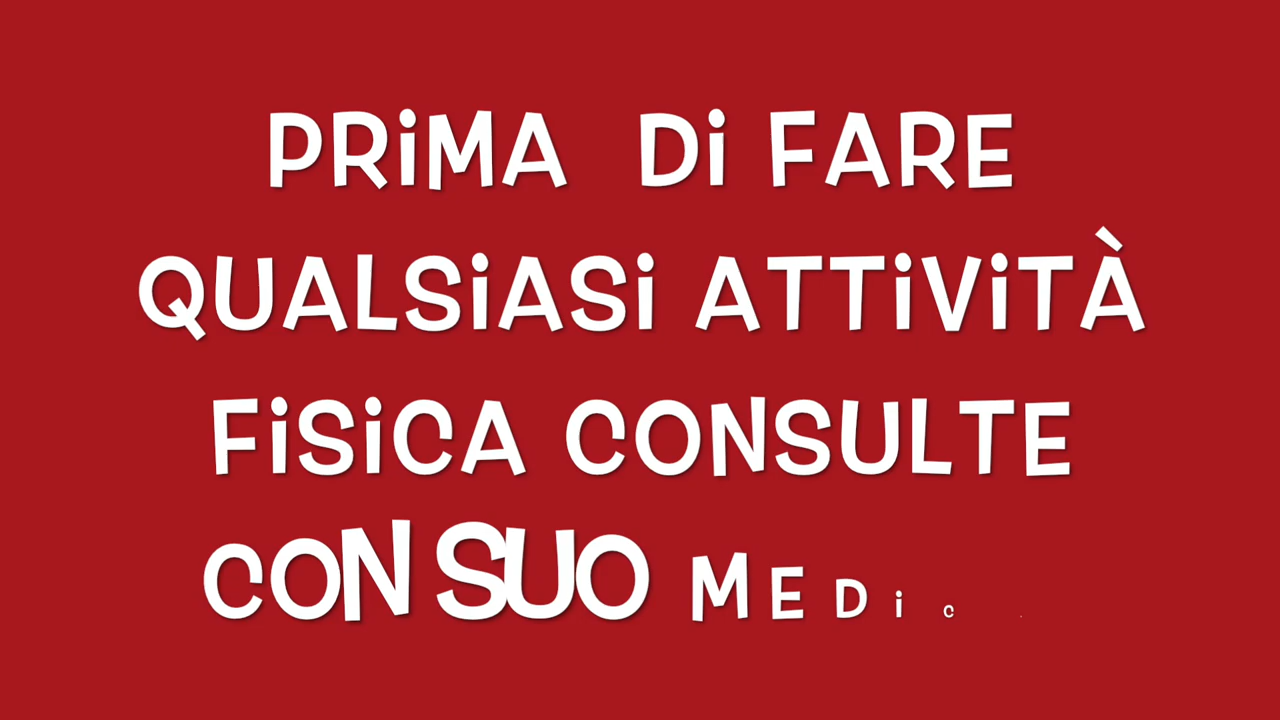 PRiMA Di FARE
QUALSiASi ATTiViTÀ
FiSiCA CONSULTE
CON SUO MEDiC